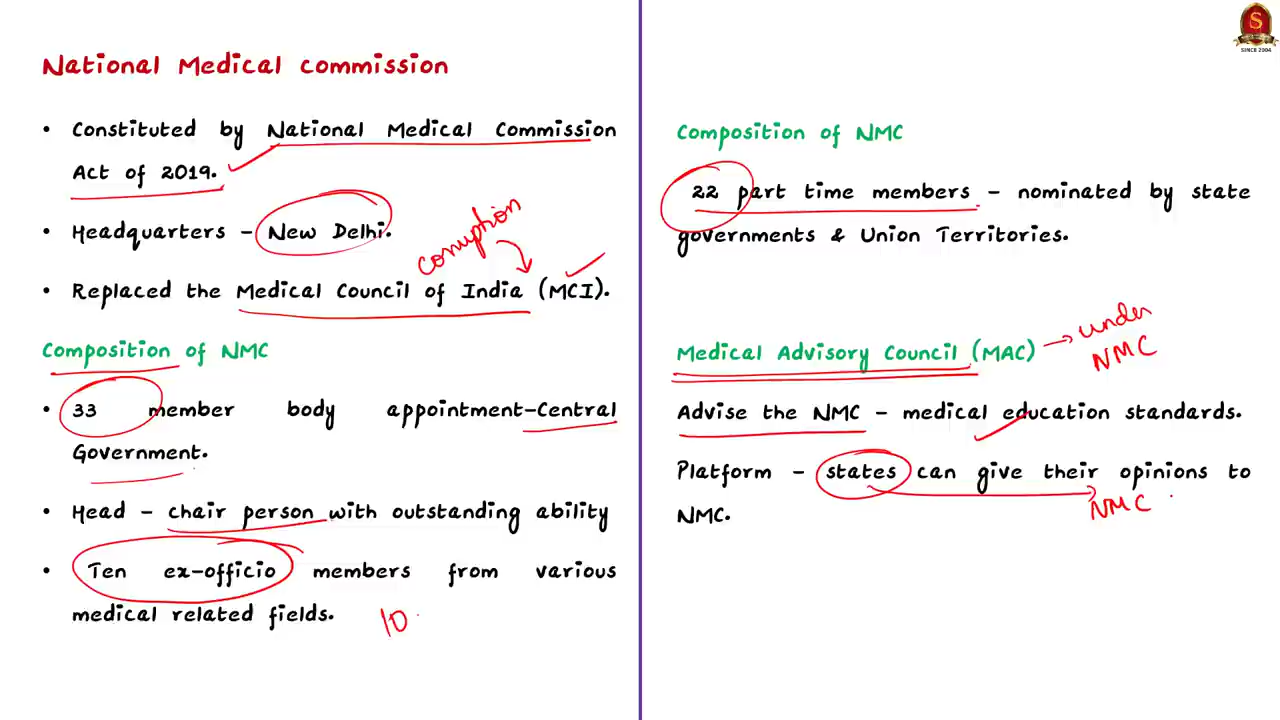 National Medical commission
• Constituted by National Medical Commission
Act of 2019.
• Headquarters - New Delhi.
corruption
• Replaced the Medical Council of India (MCI).
Composition of NMC
• 33 member body appointment-Central
Government.
• Head - chair person with outstanding ability
• Ten ex-officio members from various
medical related fields.
10
S
SINCE 2004
Composition of NMC
22 part time members - nominated by state
governments & Union Territories.
Medical Advisory Council (MAC)
under
NMC
Advise the NMC - medical education standards.
Platform - states can give their opinions to
NMC.
NMC